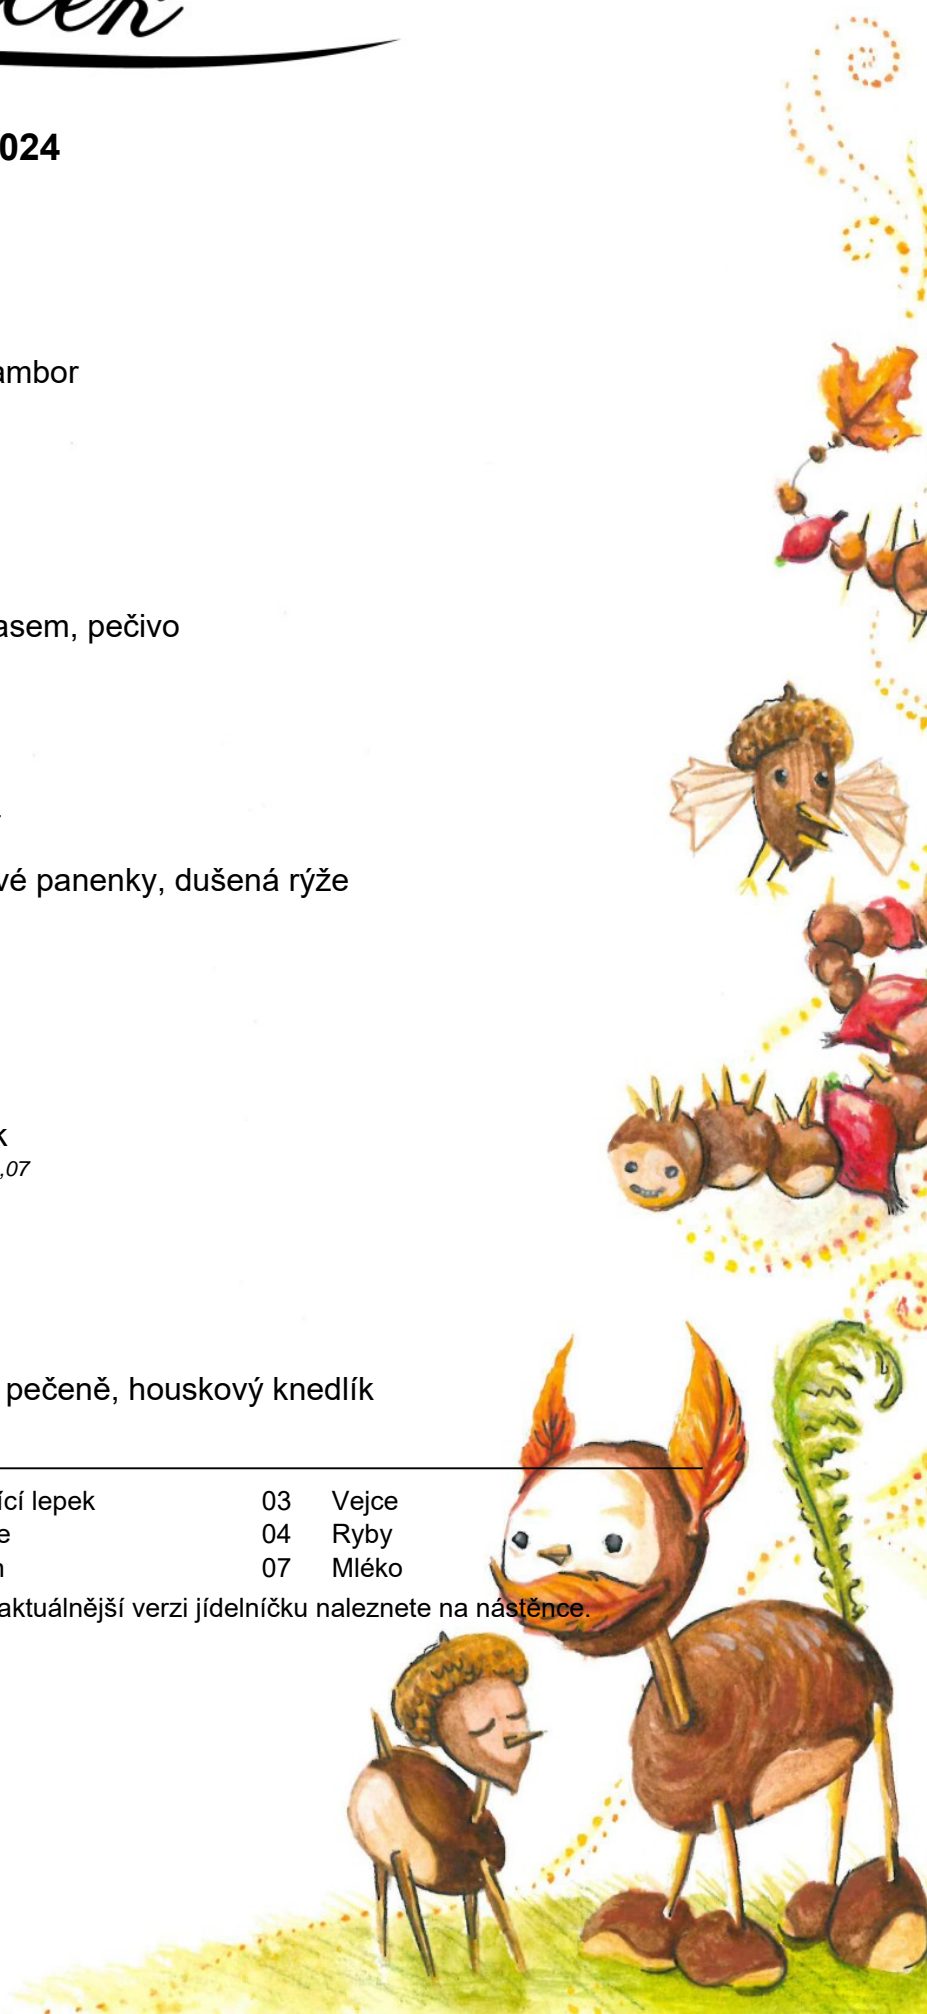 024
ambor
asem, pečivo
vé panenky, dušená rýže
k
,07
pečeně, houskový knedlík
ící lepek 03 Vejce
e 04 Ryby
07 Mléko
aktuálnější verzi jídelníčku naleznete na nástěnce.